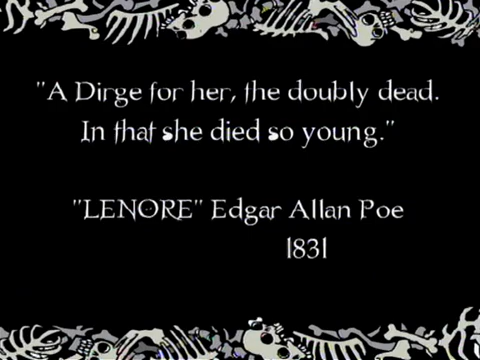 "A Dirge for her, the doubly dead.
In that she died so young."
"LENORE" Edgar Allan Poe
1831